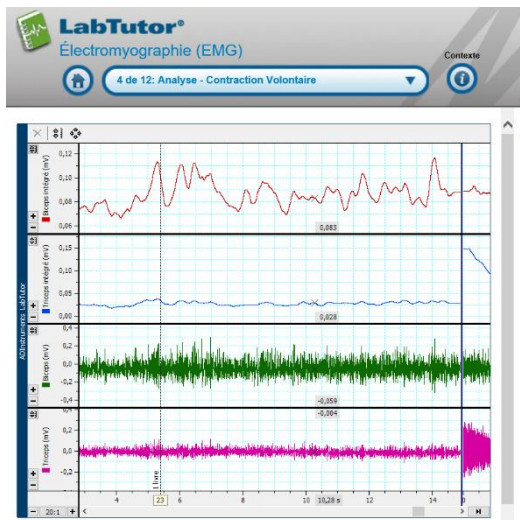 LabTutor®
Électromyographie (EMG)
Contexte
4 de 12: Analyse - Contraction Volontaire
ADInstruments LabTutor
Biceps intégré (mV)
0,12
0,10
0,08
0,06
0,083
Triceps intégré (mV)
0,15
0,10
0,05
0,00
0,028
Biceps (mV)
0,4
0,2
0,0
-0,2
-0,4
-0,059
Triceps (mV)
0,4
0,2
0,0
-0,2
-0,004
1 livre
4
23
6
8
10
10,28 s
12
14
0
20:1